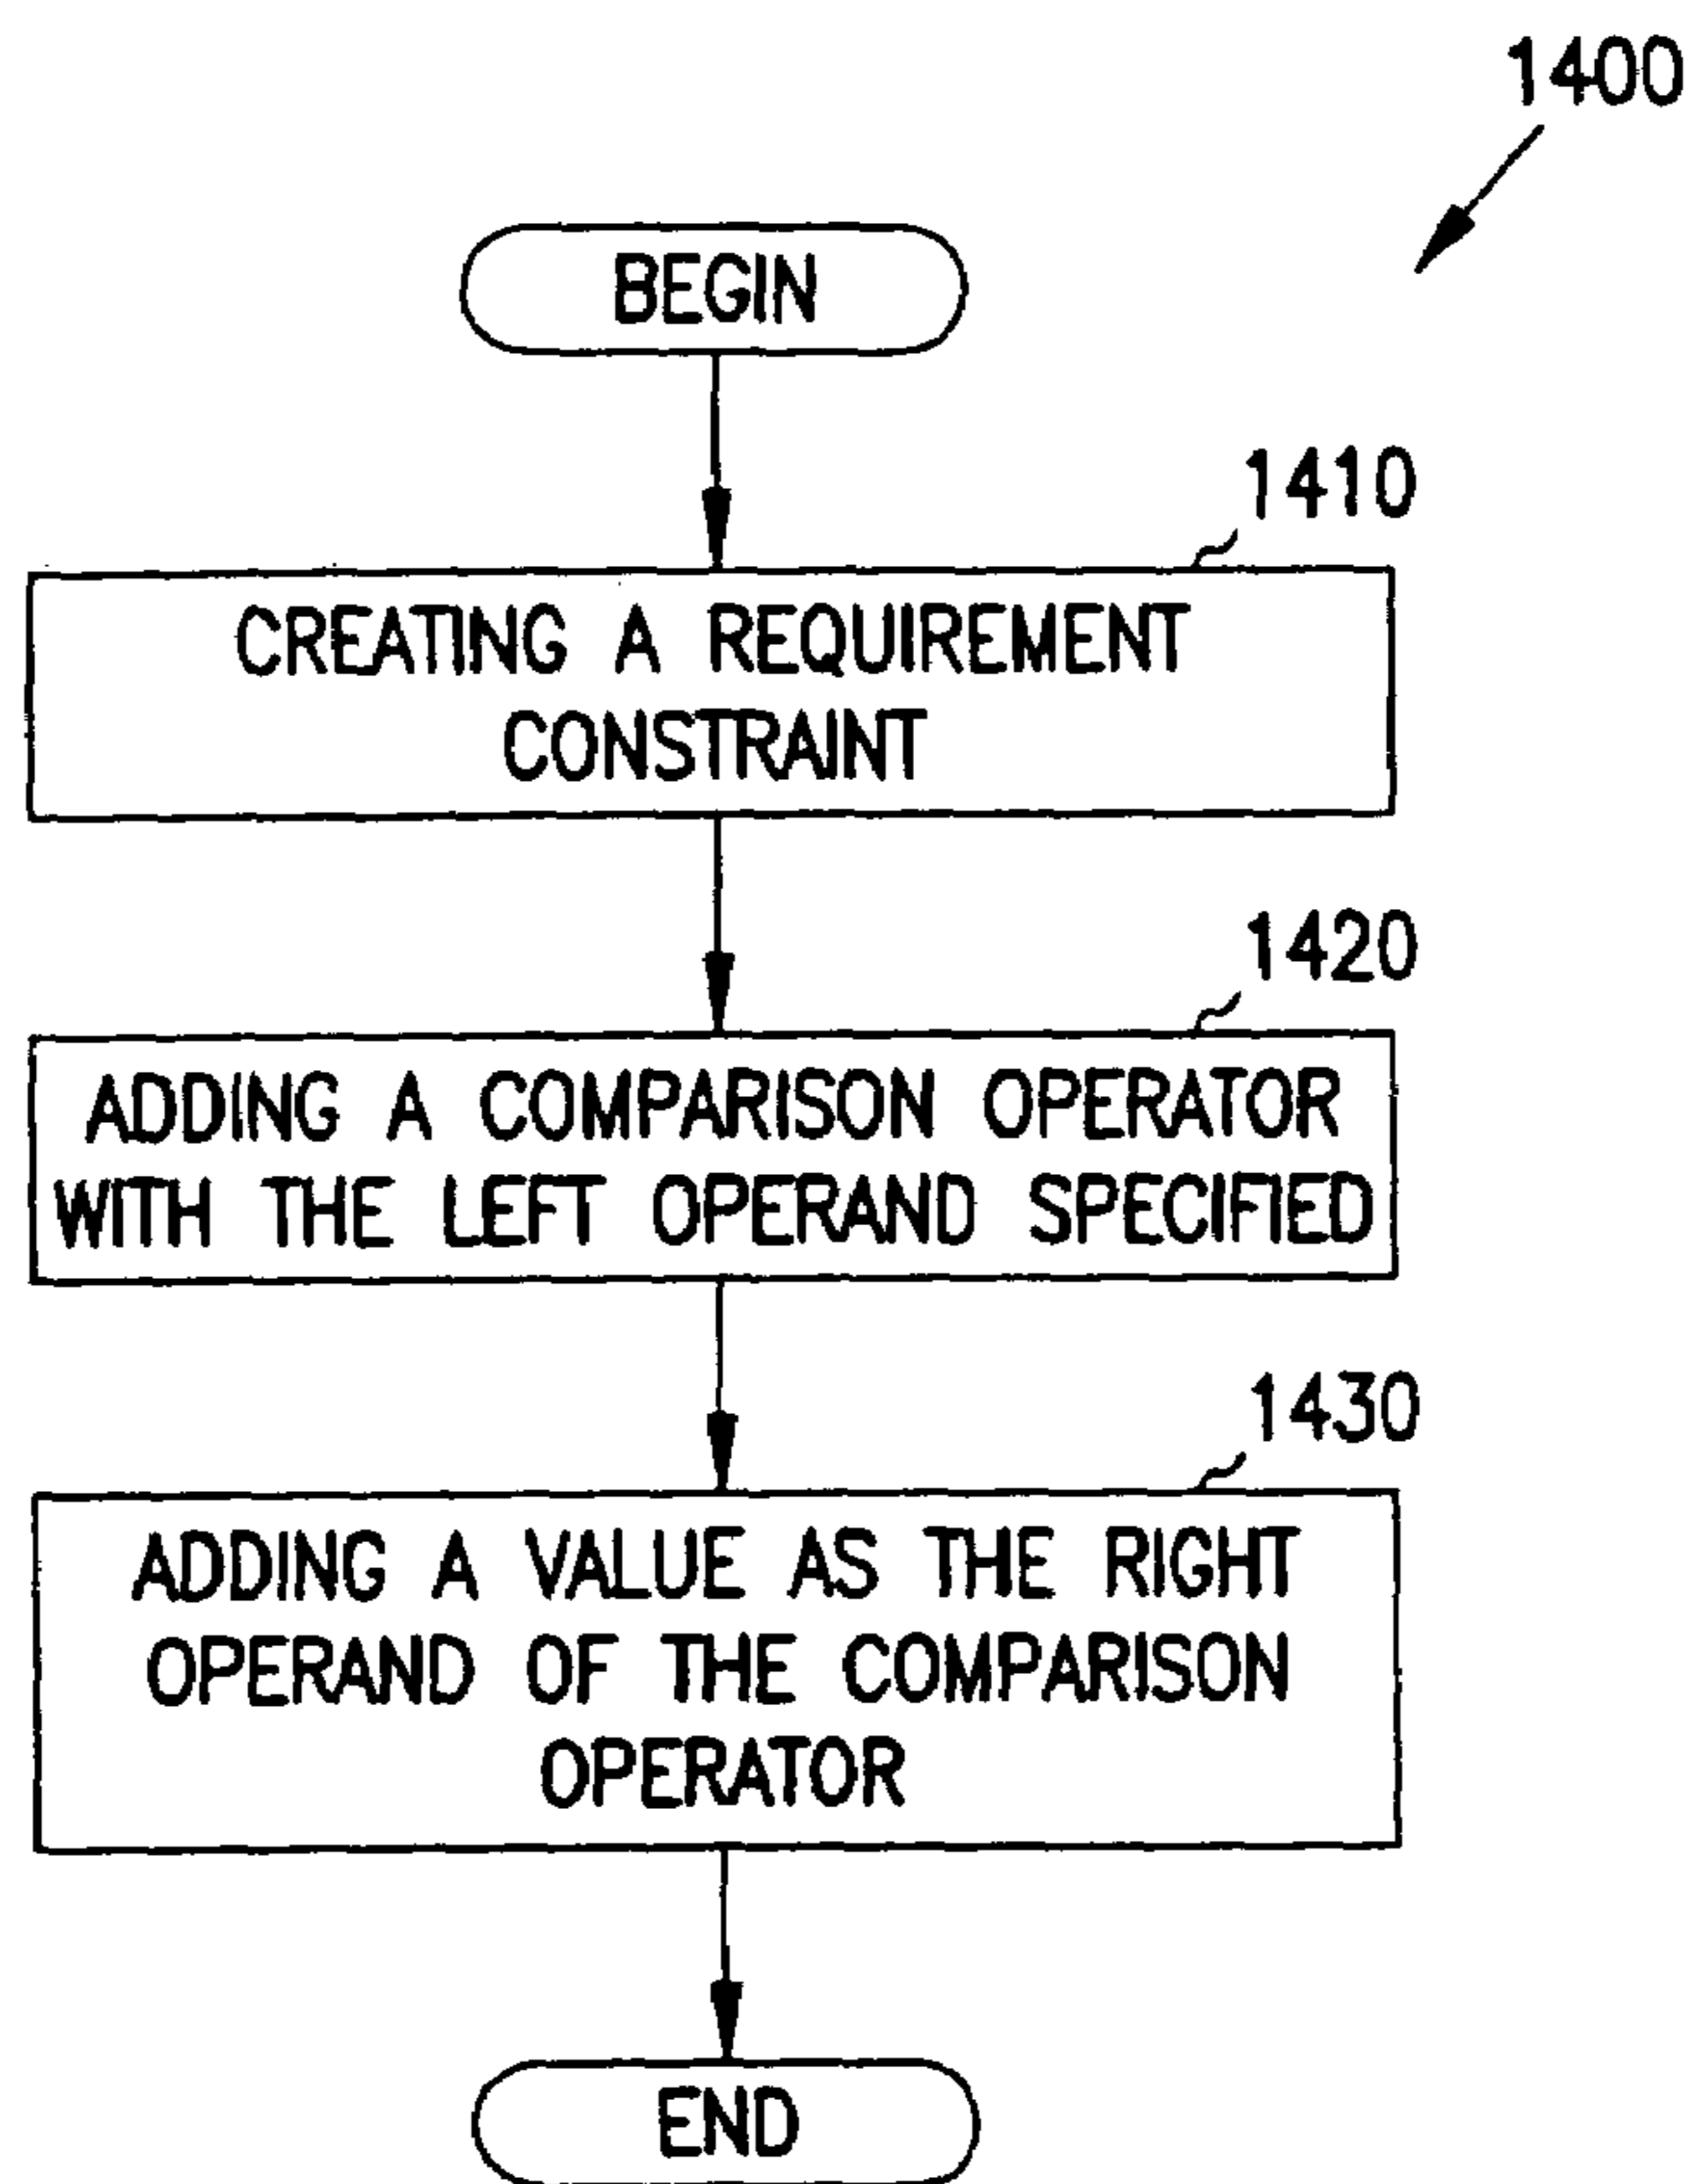 1400
BEGIN
1410
CREATING A REQUIREMENT
CONSTRAINT
1420
ADDING A COMPARISON OPERATOR
WITH THE LEFT OPERAND SPECIFIED
1430
ADDING A VALUE AS THE RIGHT
OPERAND OF THE COMPARISON
OPERATOR
END